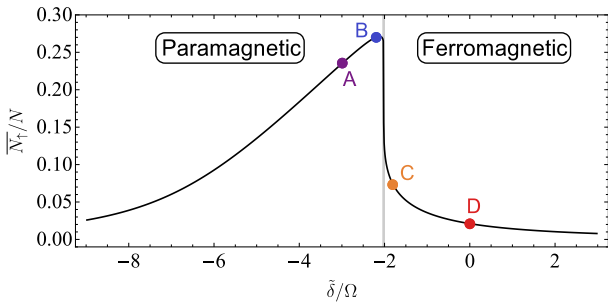 0.30
0.25
0.20
0.15
0.10
0.05
0.00
N↑/N
Paramagnetic
Ferromagnetic
B
A
C
D
−8 −6 −4 −2 0 2
δ̃/Ω